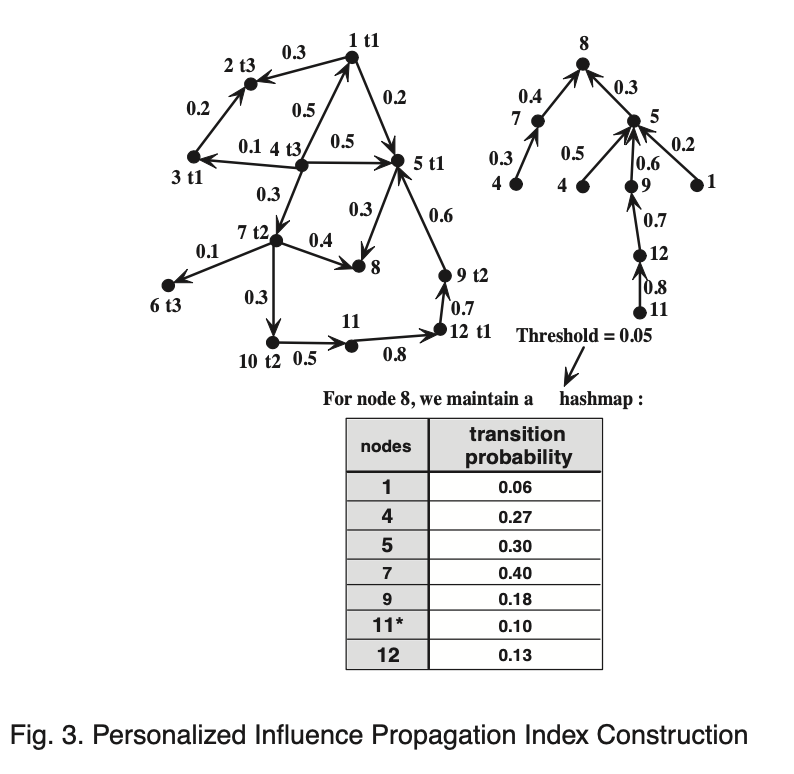 1 t1
8
0.3
2 t3
0.3
0.4
0.2
0.2
0.5
7
5
0.1
4 t3
0.5
5 t1
0.3
0.5
0.6
0.2
3 t1
4
4
9
1
0.3
0.3
0.6
0.7
7 t2
0.4
0.1
8
12
9 t2
6 t3
0.3
0.8
11
0.7
11
12 t1
Threshold = 0.05
10 t2
0.5
0.8
For node 8, we maintain a hashmap :
nodes
transition
probability
1 0.06
4 0.27
5 0.30
7 0.40
9 0.18
11* 0.10
12 0.13
Fig. 3. Personalized Influence Propagation Index Construction